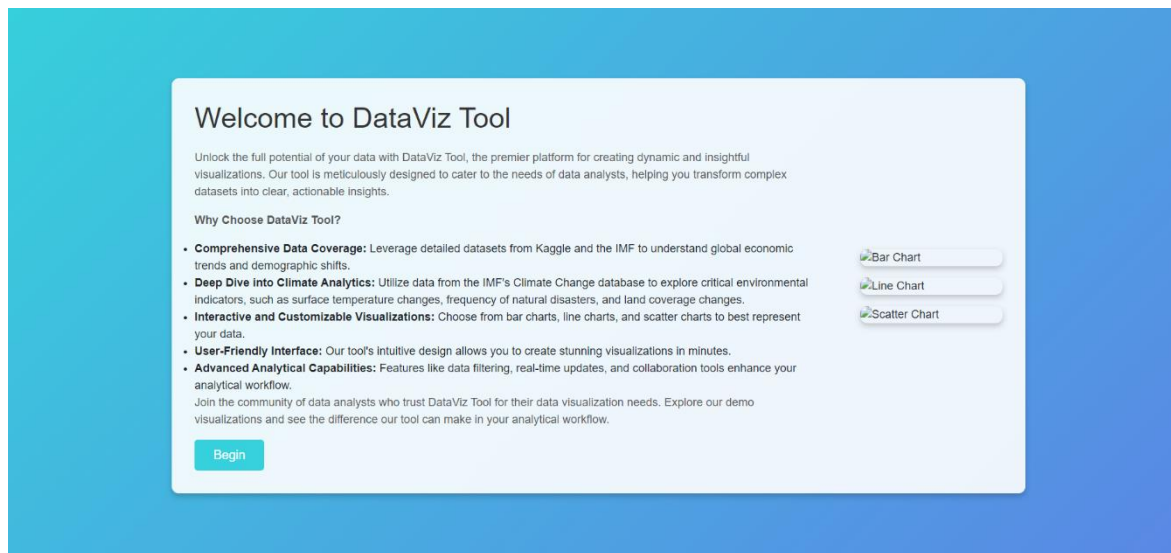 Welcome to DataViz Tool
Unlock the full potential of your data with DataViz Tool, the premier platform for creating dynamic and insightful
visualizations. Our tool is meticulously designed to cater to the needs of data analysts, helping you transform complex
datasets into clear, actionable insights.
Why Choose DataViz Tool?
• Comprehensive Data Coverage: Leverage detailed datasets from Kaggle and the IMF to understand global economic
trends and demographic shifts.
• Deep Dive into Climate Analytics: Utilize data from the IMF's Climate Change database to explore critical environmental
indicators, such as surface temperature changes, frequency of natural disasters, and land coverage changes.
• Interactive and Customizable Visualizations: Choose from bar charts, line charts, and scatter charts to best represent
your data.
• User-Friendly Interface: Our tool's intuitive design allows you to create stunning visualizations in minutes.
• Advanced Analytical Capabilities: Features like data filtering, real-time updates, and collaboration tools enhance your
analytical workflow.
Join the community of data analysts who trust DataViz Tool for their data visualization needs. Explore our demo
visualizations and see the difference our tool can make in your analytical workflow.
Begin
Bar Chart
Line Chart
Scatter Chart